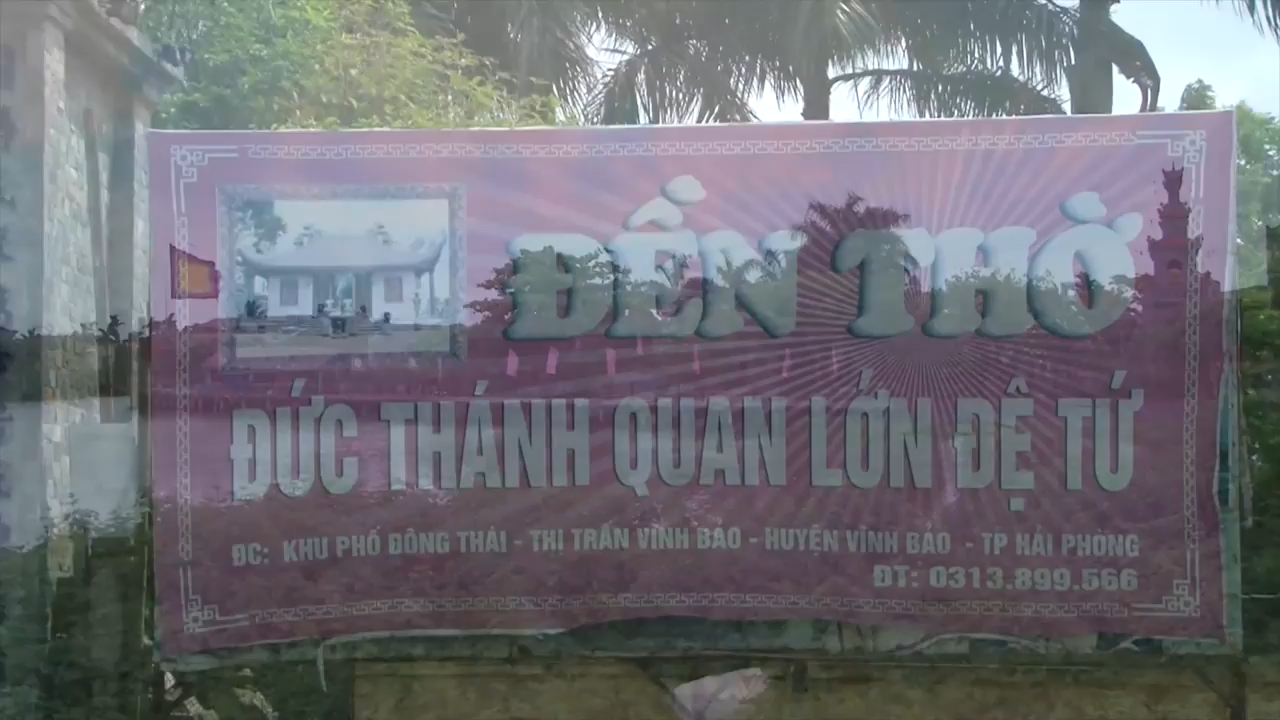 ĐỀN THỜ
ĐỨC THÁNH QUAN LỚN ĐỆ TỨ
ĐC: KHU PHỐ ĐÔNG THÁI - THỊ TRẤN VĨNH BẢO - HUYỆN VĨNH BẢO - TP HẢI PHÒNG
ĐT: 0313.899.566